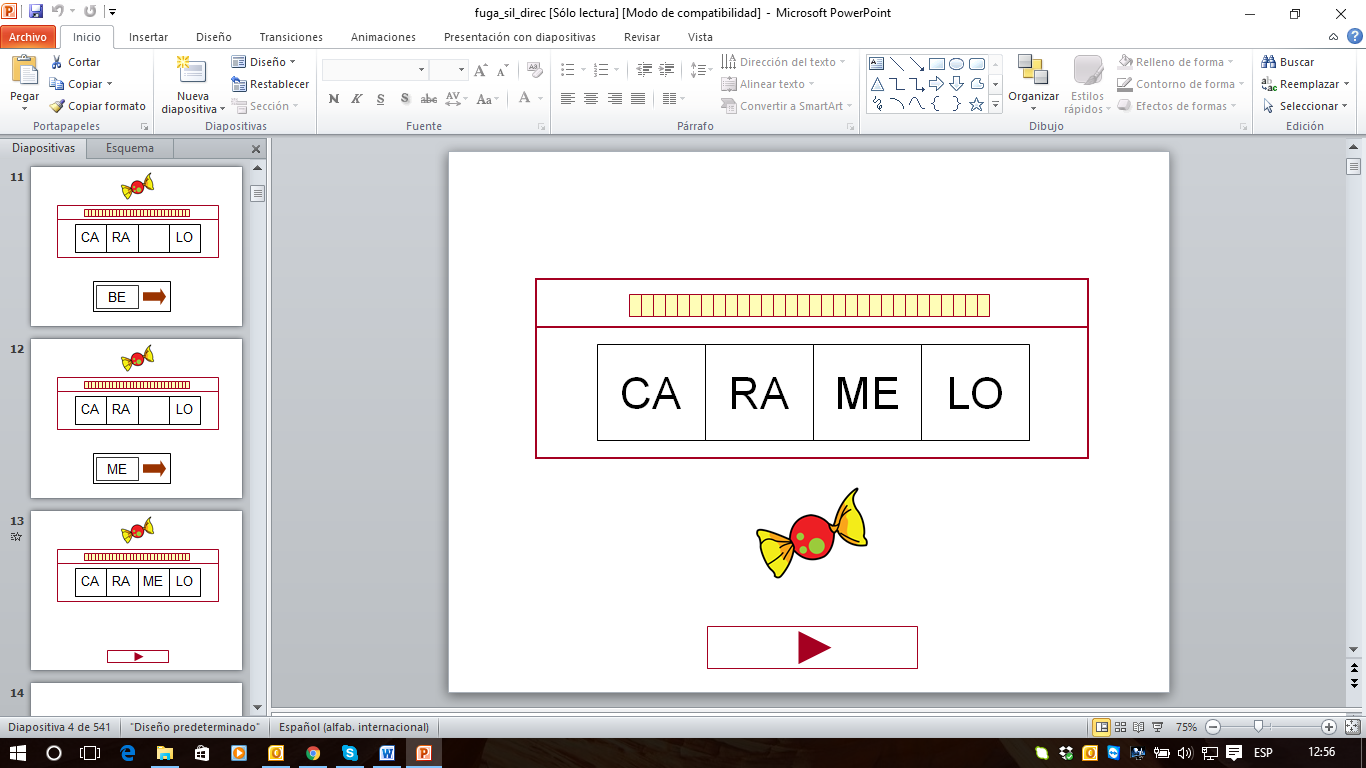 fuga_sil_direc [Sólo lectura] [Modo de compatibilidad] - Microsoft PowerPoint
Archivo Inicio Insertar Diseño Transiciones Animaciones Presentación con diapositivas Revisar Vista
Pegar
Cortar
Copiar
Copiar formato
Portapapeles
Nueva
diapositiva
Diseño
Restablecer
Sección
Diapositivas
N K S S abc AV Aa A
Fuente
Dirección del texto
Alinear texto
Convertir a SmartArt
Párrafo
Organizar
Estilos
rápidos
Relleno de forma
Contorno de forma
Efectos de formas
Dibujo
Buscar
Reemplazar
Seleccionar
Edición
Diapositivas Esquema
11
CA RA LO
BE
12
CA RA LO
ME
13
CA RA ME LO
14
CA RA ME LO
Diapositiva 4 de 541 "Diseño predeterminado" Español (alfab. internacional) 75%
ESP 12:56